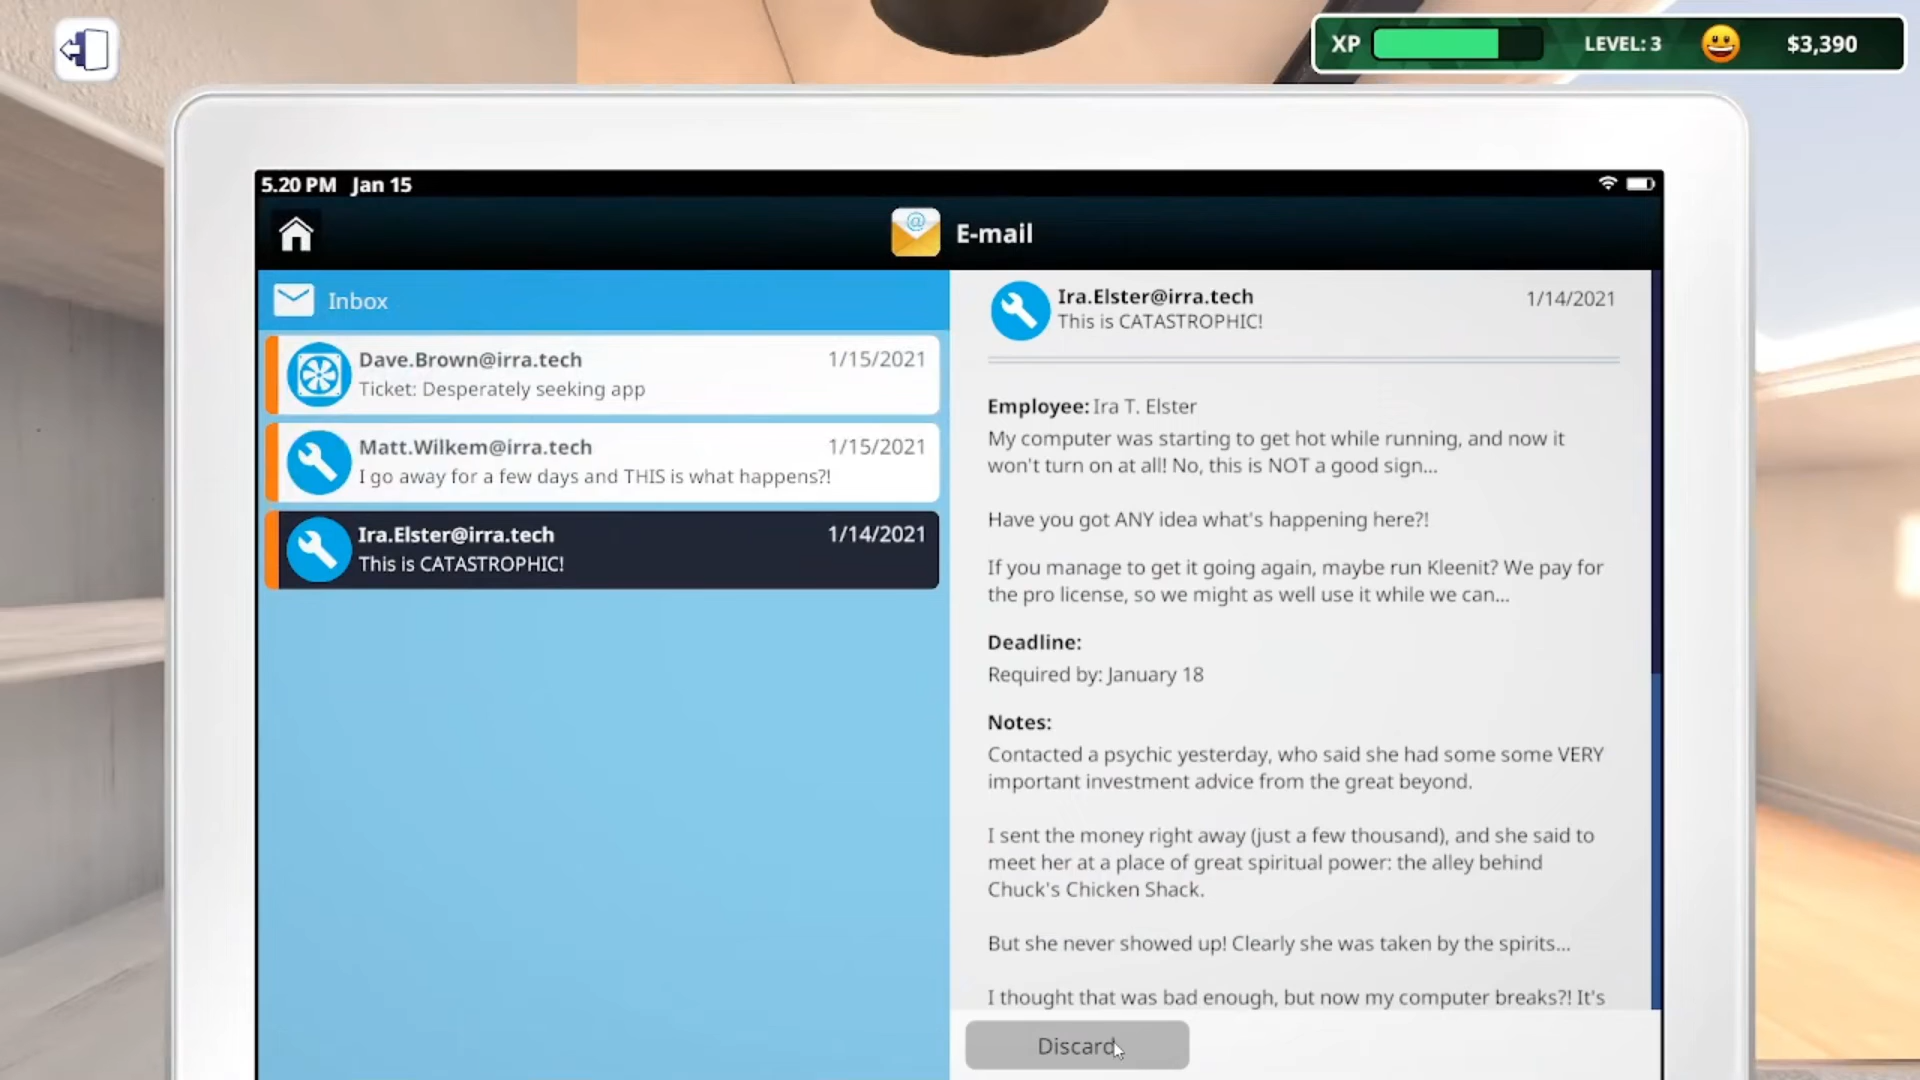 XP LEVEL: 3 $3,390
5.20 PM Jan 15
E-mail
Inbox
Dave.Brown@irra.tech 1/15/2021
Ticket: Desperately seeking app
Matt.Wilkem@irra.tech 1/15/2021
I go away for a few days and THIS is what happens?!
Ira.Elster@irra.tech 1/14/2021
This is CATASTROPHIC!
Ira.Elster@irra.tech 1/14/2021
This is CATASTROPHIC!
Employee: Ira T. Elster
My computer was starting to get hot while running, and now it
won't turn on at all! No, this is NOT a good sign...
Have you got ANY idea what's happening here?!
If you manage to get it going again, maybe run Kleenit? We pay for
the pro license, so we might as well use it while we can...
Deadline:
Required by: January 18
Notes:
Contacted a psychic yesterday, who said she had some some VERY
important investment advice from the great beyond.
I sent the money right away (just a few thousand), and she said to
meet her at a place of great spiritual power: the alley behind
Chuck's Chicken Shack.
But she never showed up! Clearly she was taken by the spirits...
I thought that was bad enough, but now my computer breaks?! It's
Discard